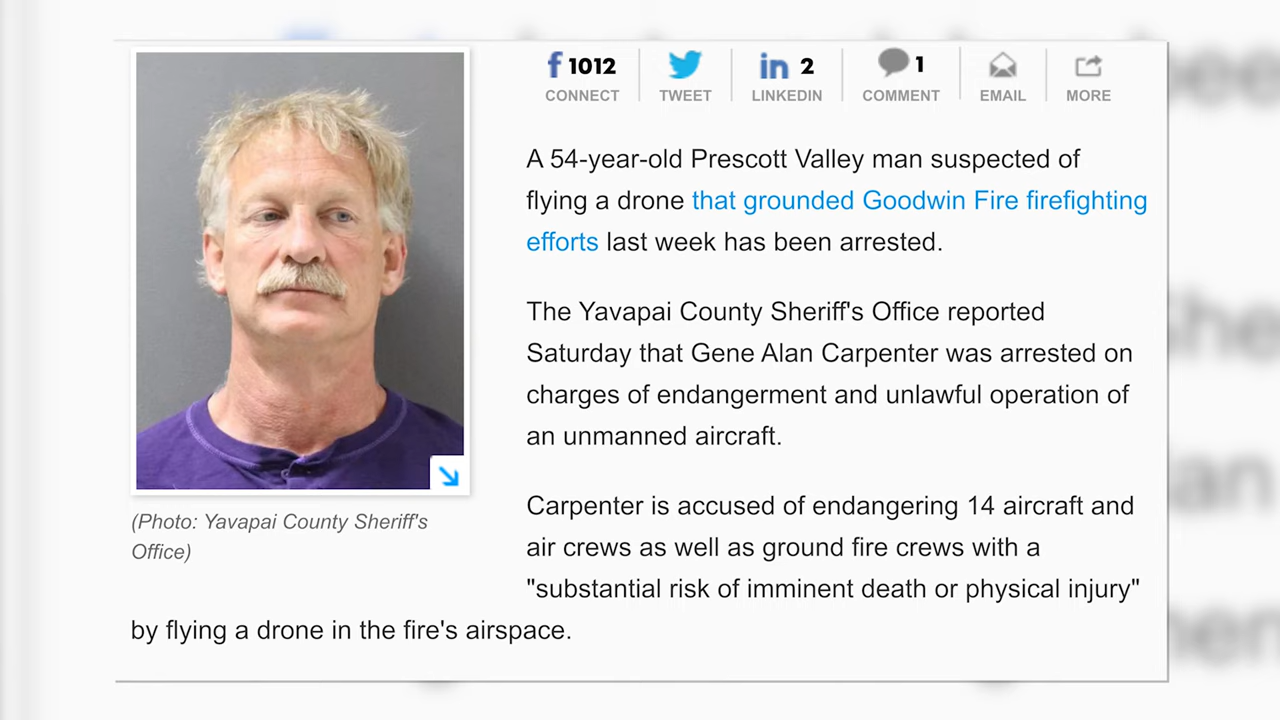 1012
2
1
CONNECT
TWEET
LINKEDIN
COMMENT
EMAIL
MORE
A 54-year-old Prescott Valley man suspected of
flying a drone that grounded Goodwin Fire firefighting
efforts last week has been arrested.
The Yavapai County Sheriff's Office reported
Saturday that Gene Alan Carpenter was arrested on
charges of endangerment and unlawful operation of
an unmanned aircraft.
(Photo: Yavapai County Sheriff's
Office)
Carpenter is accused of endangering 14 aircraft and
air crews as well as ground fire crews with a
"substantial risk of imminent death or physical injury"
by flying a drone in the fire's airspace.